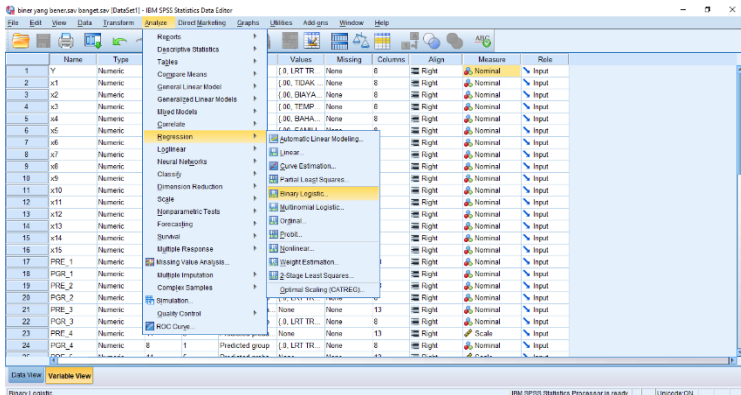 biner yang bener.sav banget.sav [DataSet1] - IBM SPSS Statistics Data Editor
File Edit View Data Transform Analyze Direct Marketing Graphs Utilities Add-ons Window Help
Name Type Values Missing Columns Align Measure Role
1 Y Numeric {.0, LRT TR... None 8 Right Nominal Input
2 x1 Numeric {.00, TIDAK ... None 8 Right Nominal Input
3 x2 Numeric {.00, BIAYA... None 8 Right Nominal Input
4 x3 Numeric {.00, TEMP... None 8 Right Nominal Input
5 x4 Numeric {.00, BAHA... None 8 Right Nominal Input
6 x5 Numeric None 8 Right Nominal Input
7 x6 Numeric Right Nominal Input
8 x7 Numeric Right Nominal Input
9 x8 Numeric Right Nominal Input
10 x9 Numeric Right Nominal Input
11 x10 Numeric Right Nominal Input
12 x11 Numeric Right Nominal Input
13 x12 Numeric Right Nominal Input
14 x13 Numeric Right Nominal Input
15 x14 Numeric Right Nominal Input
16 x15 Numeric Right Nominal Input
17 PRE_1 Numeric Right Nominal Input
18 PGR_1 Numeric Right Nominal Input
19 PRE_2 Numeric Right Nominal Input
20 PGR_2 Numeric Right Nominal Input
21 PRE_3 Numeric None None 13 Right Nominal Input
22 PGR_3 Numeric {.0, LRT TR... None 8 Right Nominal Input
23 PRE_4 Numeric None None 13 Right Scale Input
24 PGR_4 Numeric 8 1 Predicted group {.0, LRT TR... None 8 Right Nominal Input
Reports
Descriptive Statistics
Tables
Compare Means
General Linear Model
Generalized Linear Models
Mixed Models
Correlate
Regression
Loglinear
Neural Networks
Classify
Dimension Reduction
Scale
Nonparametric Tests
Forecasting
Survival
Multiple Response
Missing Value Analysis...
Multiple Imputation
Complex Samples
Simulation...
Quality Control
ROC Curve...
Automatic Linear Modeling...
Linear...
Curve Estimation...
Partial Least Squares...
Binary Logistic...
Multinomial Logistic...
Ordinal...
Probit...
Nonlinear...
Weight Estimation...
2-Stage Least Squares...
Optimal Scaling (CATREG)...
Data View Variable View
Binary Logistic... IBM SPSS Statistics Processor is ready Unicode:ON